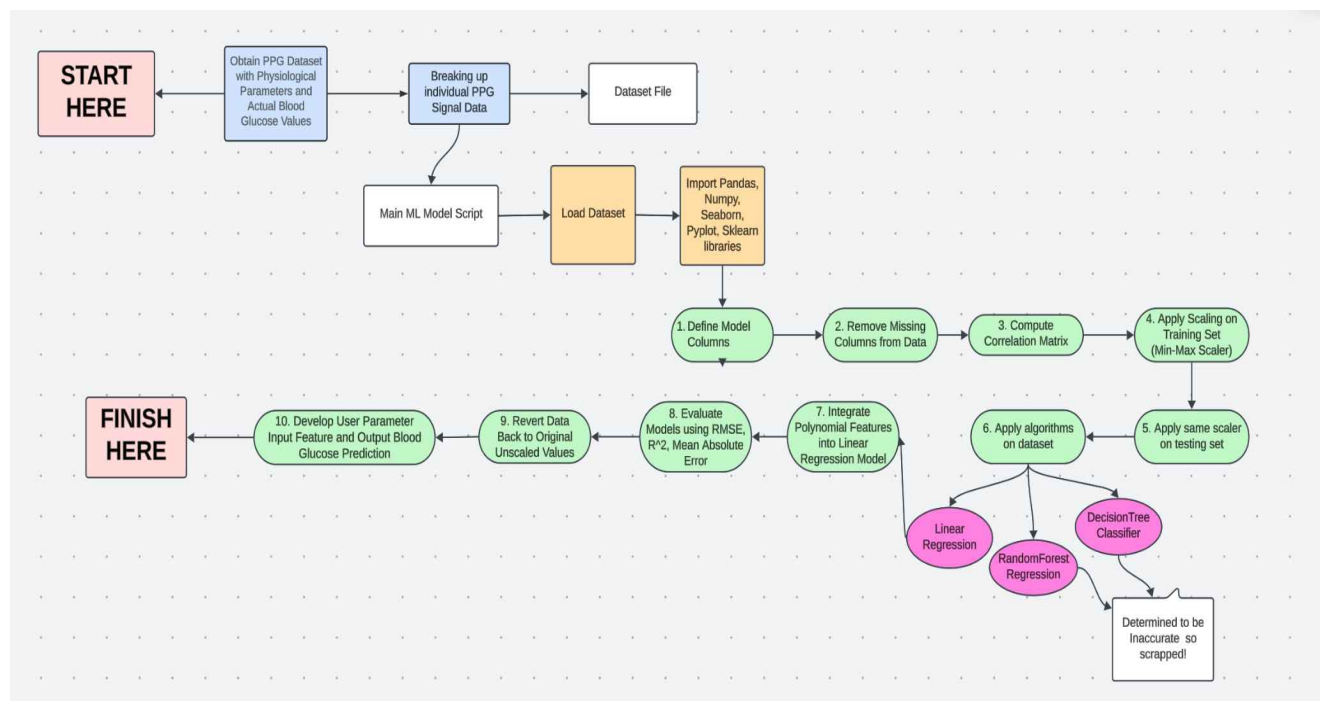 START
HERE
Obtain PPG Dataset
with Physiological
Parameters and
Actual Blood
Glucose Values
Breaking up
individual PPG
Signal Data
Dataset File
Main ML Model Script
Load Dataset
Import Pandas,
Numpy,
Seaborn,
Pyplot, Sklearn
libraries
1. Define Model
Columns
2. Remove Missing
Columns from Data
3. Compute
Correlation Matrix
4. Apply Scaling on
Training Set
(Min-Max Scaler)
5. Apply same scaler
on testing set
6. Apply algorithms
on dataset
Linear
Regression
RandomForest
Regression
DecisionTree
Classifier
Determined to be
Inaccurate so
scrapped!
7. Integrate
Polynomial Features
into Linear
Regression Model
8. Evaluate
Models using RMSE,
R^2, Mean Absolute
Error
9. Revert Data
Back to Original
Unscaled Values
10. Develop User Parameter
Input Feature and Output Blood
Glucose Prediction
FINISH
HERE